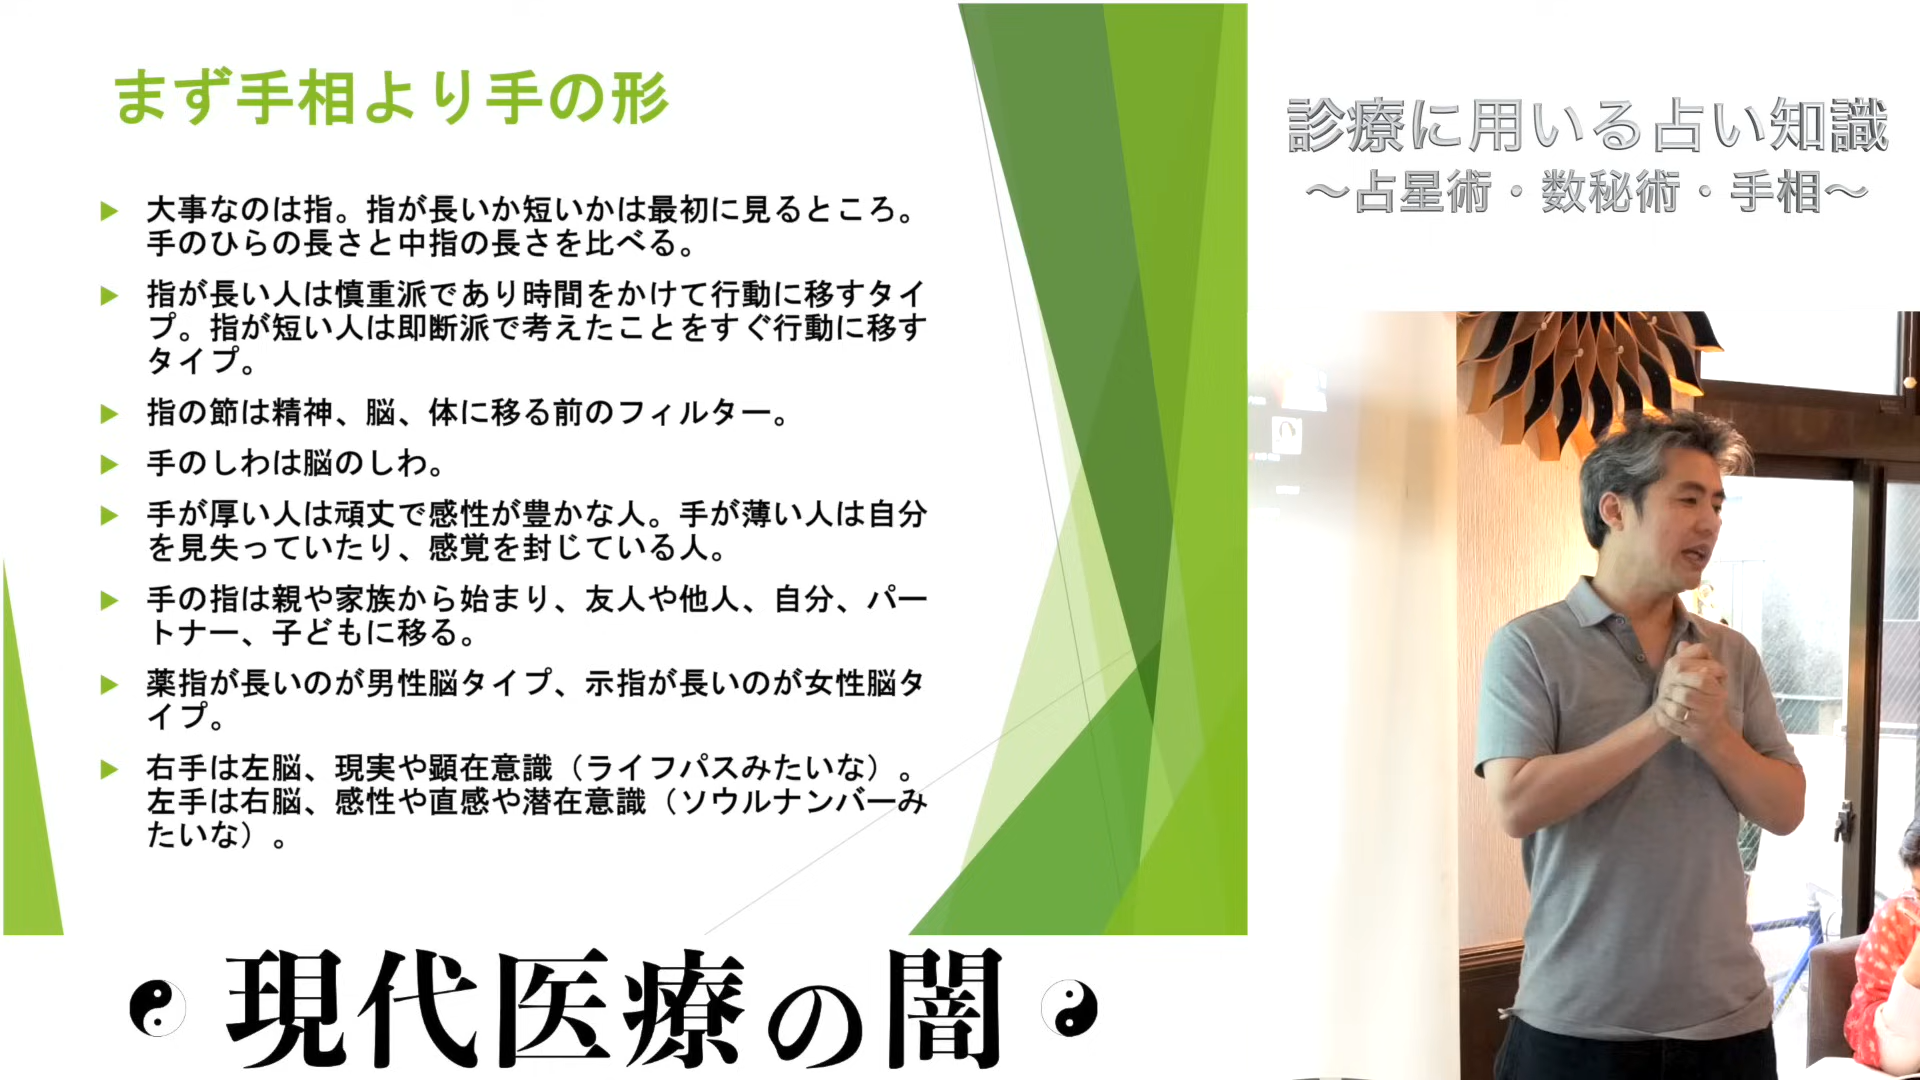 まず手相より手の形
大事なのは指。指が長いか短いかは最初に見るところ。
手のひらの長さと中指の長さを比べる。
指が長い人は慎重派であり時間をかけて行動に移すタイ
プ。指が短い人は即断派で考えたことをすぐ行動に移す
タイプ。
指の節は精神、脳、体に移る前のフィルター。
手のしわは脳のしわ。
手が厚い人は頑丈で感性が豊かな人。手が薄い人は自分
を見失っていたり、感覚を封じている人。
手の指は親や家族から始まり、友人や他人、自分、パー
トナー、子どもに移る。
薬指が長いのが男性脳タイプ、示指が長いのが女性脳タ
イプ。
右手は左脳、現実や顕在意識（ライフパスみたいな）。
左手は右脳、感性や直感や潜在意識（ソウルナンバーみ
たいな）。
診療に用いる占い知識
～占星術・数秘術・手相～
現代医療の闇